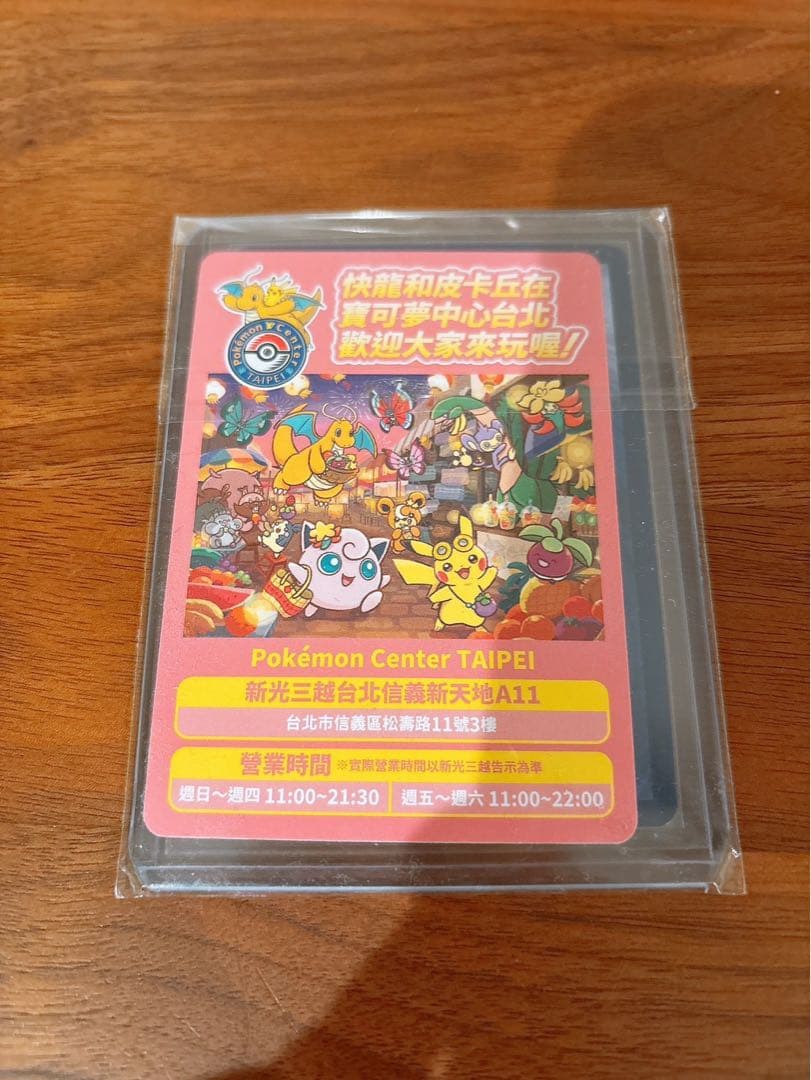 快龍和皮卡丘在
寶可夢中心台北
歡迎大家來玩喔!
Pokémon Center
TAIPEI
Pokémon Center TAIPEI
新光三越台北信義新天地A11
台北市信義區松壽路11號3樓
營業時間 ※實際營業時間以新光三越告示為準
週日～週四 11:00~21:30 週五～週六 11:00~22:00